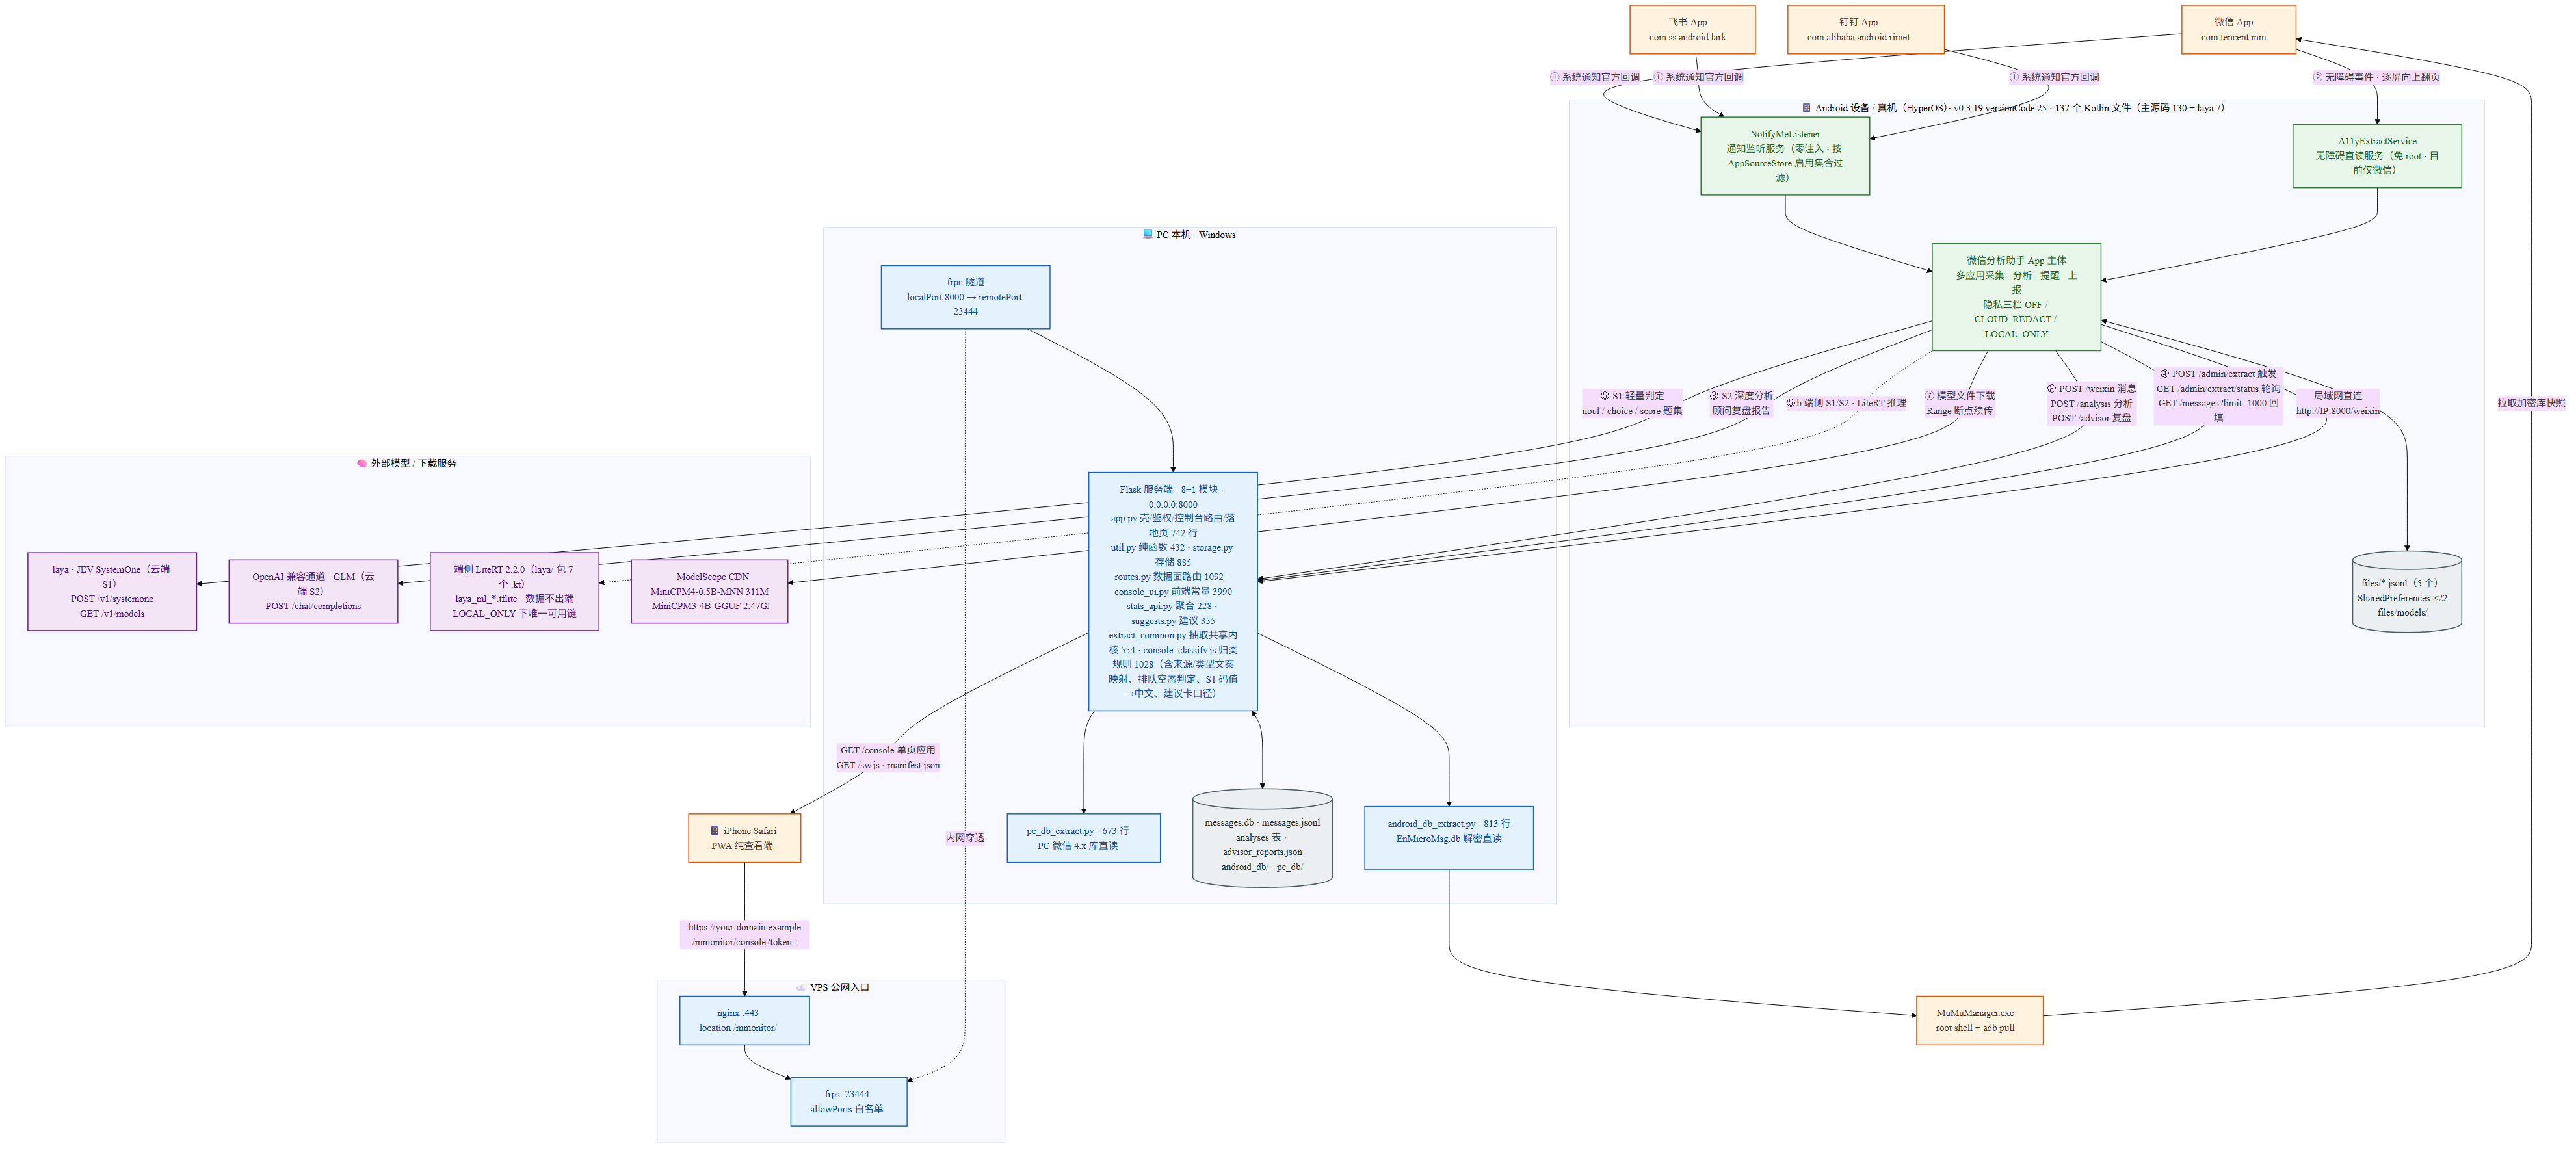 飞书 App
com.ss.android.lark
钉钉 App
com.alibaba.android.rimet
微信 App
com.tencent.mm
① 系统通知官方回调
① 系统通知官方回调
① 系统通知官方回调
② 无障碍事件 · 逐屏向上翻页
Android 设备 / 真机（HyperOS）· v0.3.19 versionCode 25 · 137 个 Kotlin 文件（主源码 130 + laya 7）
NotifyMeListener
通知监听服务（零注入 · 按
AppSourceStore 启用集合过
滤）
A11yExtractService
无障碍直读服务（免 root · 目
前仅微信）
微信分析助手 App 主体
多应用采集 · 分析 · 提醒 · 上
报
隐私三档 OFF /
CLOUD_REDACT /
LOCAL_ONLY
PC 本机 · Windows
frpc 隧道
localPort 8000 → remotePort
23444
⑤ S1 轻量判定
noul / choice / score 题集
⑥ S2 深度分析
顾问复盘报告
⑤b 端侧 S1/S2 · LiteRT 推理
⑦ 模型文件下载
Range 断点续传
③ POST /weixin 消息
POST /analysis 分析
POST /advisor 复盘
④ POST /admin/extract 触发
GET /admin/extract/status 轮询
GET /messages?limit=1000 回
填
局域网直连
http://IP:8000/weixin
拉取加密库快照
外部模型 / 下载服务
laya · JEV SystemOne（云端
S1）
POST /v1/systemone
GET /v1/models
OpenAI 兼容通道 · GLM（云
端 S2）
POST /chat/completions
端侧 LiteRT 2.2.0（laya/ 包 7
个 .kt）
laya_ml_*.tflite · 数据不出端
LOCAL_ONLY 下唯一可用链
ModelScope CDN
MiniCPM4-0.5B-MNN 311M
MiniCPM3-4B-GGUF 2.47G
Flask 服务端 · 8+1 模块 ·
0.0.0.0:8000
app.py 壳/鉴权/控制台路由/落
地页 742 行
util.py 纯函数 432 · storage.py
存储 885
routes.py 数据面路由 1092 ·
console_ui.py 前端常量 3990
stats_api.py 聚合 228 ·
suggests.py 建议 355
extract_common.py 抽取共享内
核 554 · console_classify.js 归类
规则 1028（含来源/类型文案
映射、排队空态判定、S1 码值
→中文、建议卡口径）
files/*.jsonl（5 个）
SharedPreferences ×22
files/models/
GET /console 单页应用
GET /sw.js · manifest.json
iPhone Safari
PWA 纯查看端
内网穿透
pc_db_extract.py · 673 行
PC 微信 4.x 库直读
messages.db · messages.jsonl
analyses 表 ·
advisor_reports.json
android_db/ · pc_db/
android_db_extract.py · 813 行
EnMicroMsg.db 解密直读
https://your-domain.example
/mmonitor/console?token=
VPS 公网入口
nginx :443
location /mmonitor/
frps :23444
allowPorts 白名单
MuMuManager.exe
root shell + adb pull